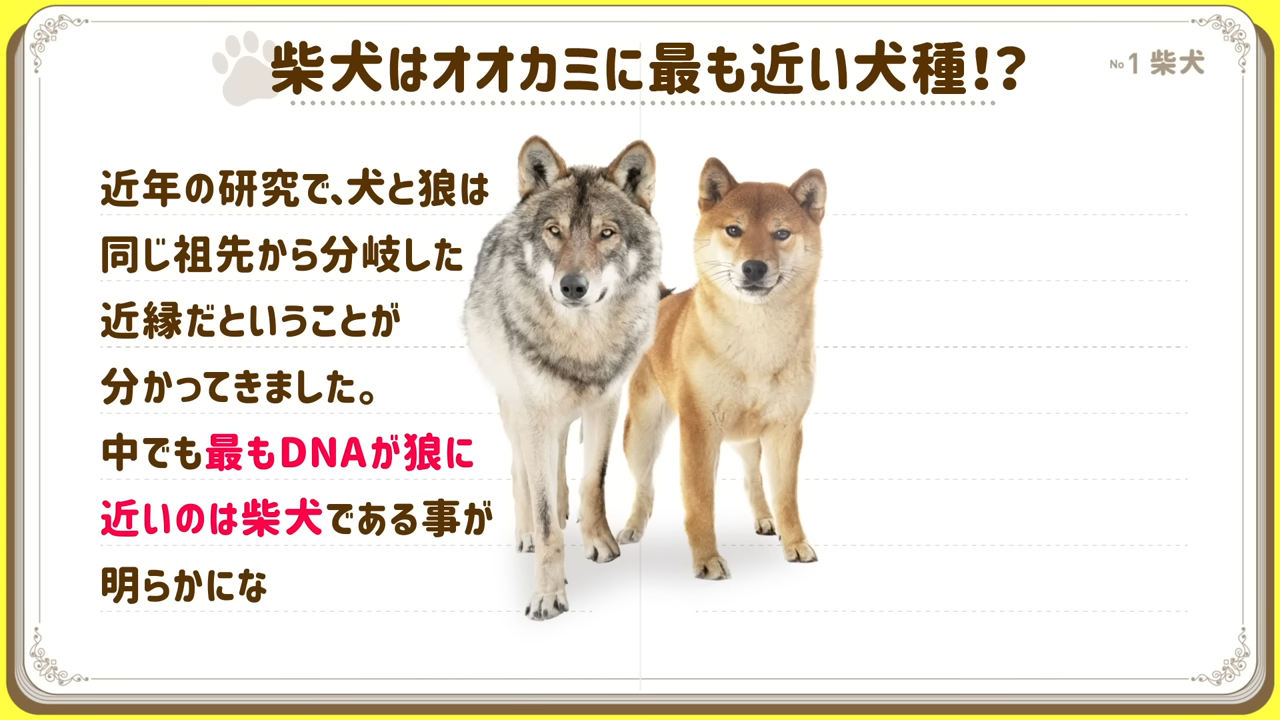 柴犬はオオカミに最も近い犬種!?
No1 柴犬
近年の研究で、犬と狼は
同じ祖先から分岐した
近縁だということが
分かってきました。
中でも最もDNAが狼に
近いのは柴犬である事が
明らかにな